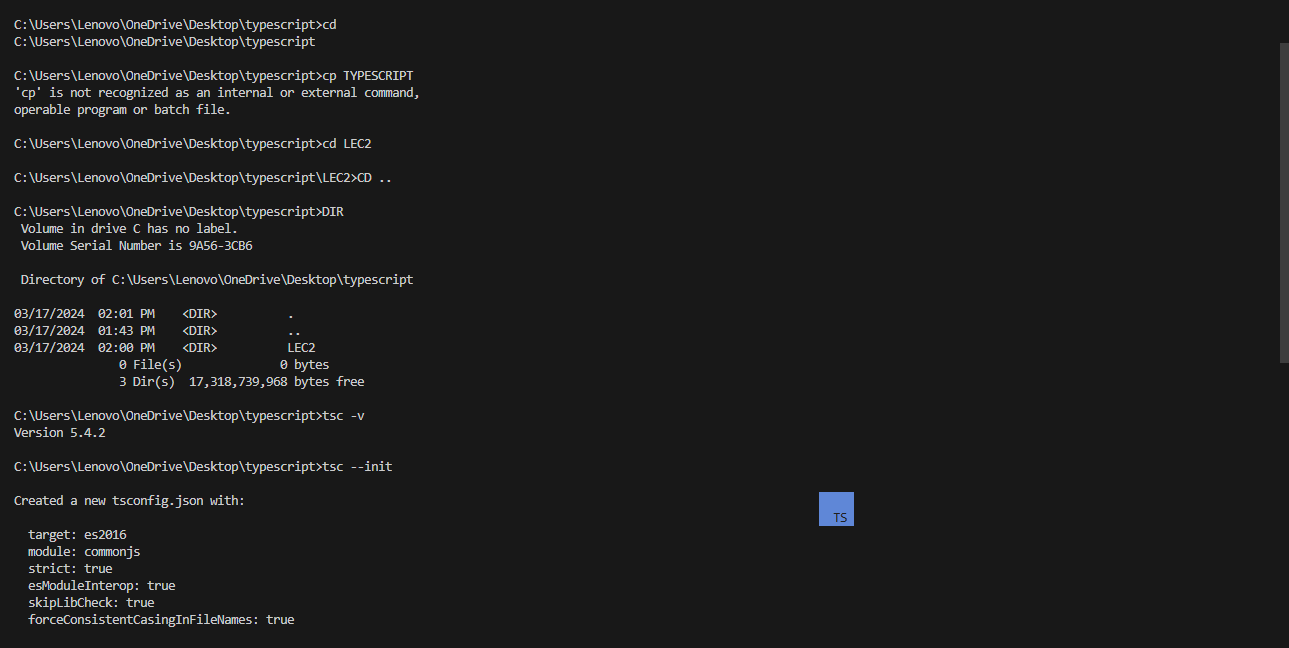 C:\Users\Lenovo\OneDrive\Desktop\typescript>cd
C:\Users\Lenovo\OneDrive\Desktop\typescript
C:\Users\Lenovo\OneDrive\Desktop\typescript>cp TYPESCRIPT
'cp' is not recognized as an internal or external command,
operable program or batch file.
C:\Users\Lenovo\OneDrive\Desktop\typescript>cd LEC2
C:\Users\Lenovo\OneDrive\Desktop\typescript\LEC2>CD ..
C:\Users\Lenovo\OneDrive\Desktop\typescript>DIR
 Volume in drive C has no label.
 Volume Serial Number is 9A56-3CB6
 Directory of C:\Users\Lenovo\OneDrive\Desktop\typescript
03/17/2024  02:01 PM    <DIR>          .
03/17/2024  01:43 PM    <DIR>          ..
03/17/2024  02:00 PM    <DIR>          LEC2
               0 File(s)              0 bytes
               3 Dir(s)  17,318,739,968 bytes free
C:\Users\Lenovo\OneDrive\Desktop\typescript>tsc -v
Version 5.4.2
C:\Users\Lenovo\OneDrive\Desktop\typescript>tsc --init
Created a new tsconfig.json with:
TS
  target: es2016
  module: commonjs
  strict: true
  esModuleInterop: true
  skipLibCheck: true
  forceConsistentCasingInFileNames: true